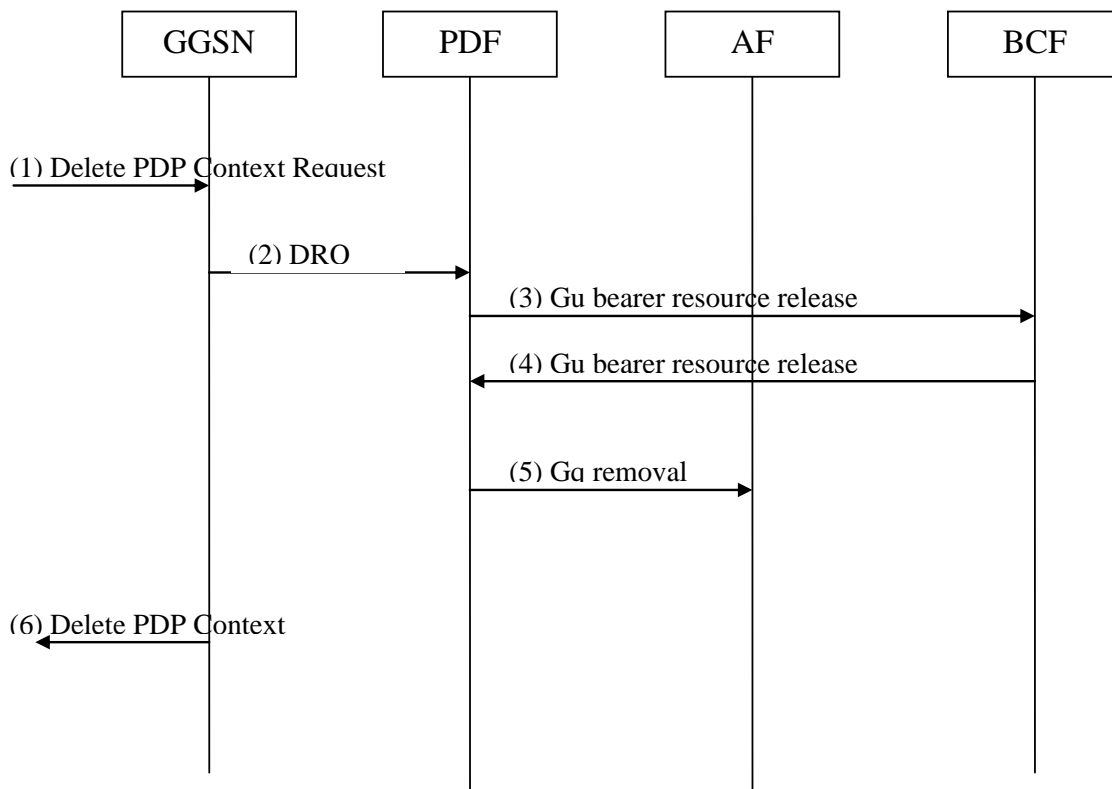 GGSN
PDF
AF
BCF
(1) Delete PDP Context Request
(2) DRQ
(3) Gu bearer resource release
(4) Gu bearer resource release
(5) Gq removal
(6) Delete PDP Context